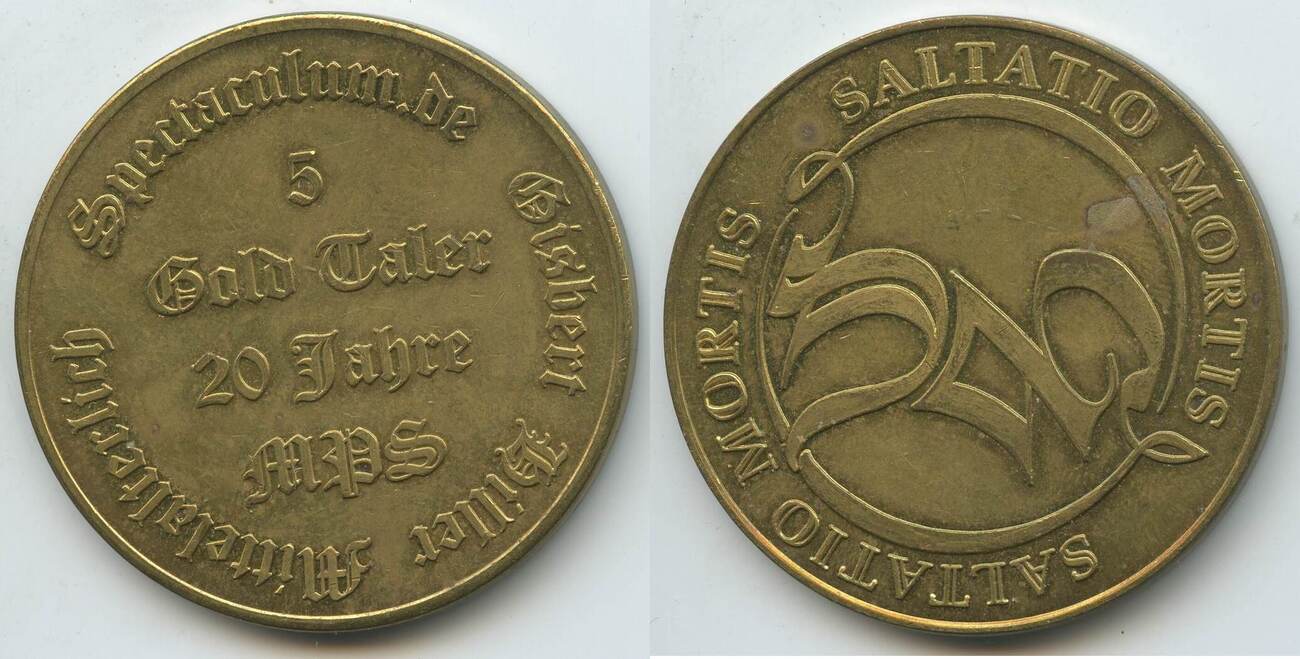 Mittelalterlich Spectaculum.de Gisbert Hiller
5
Gold Taler
20 Jahre
MPS
SALTATIO MORTIS
SALTATIO MORTIS